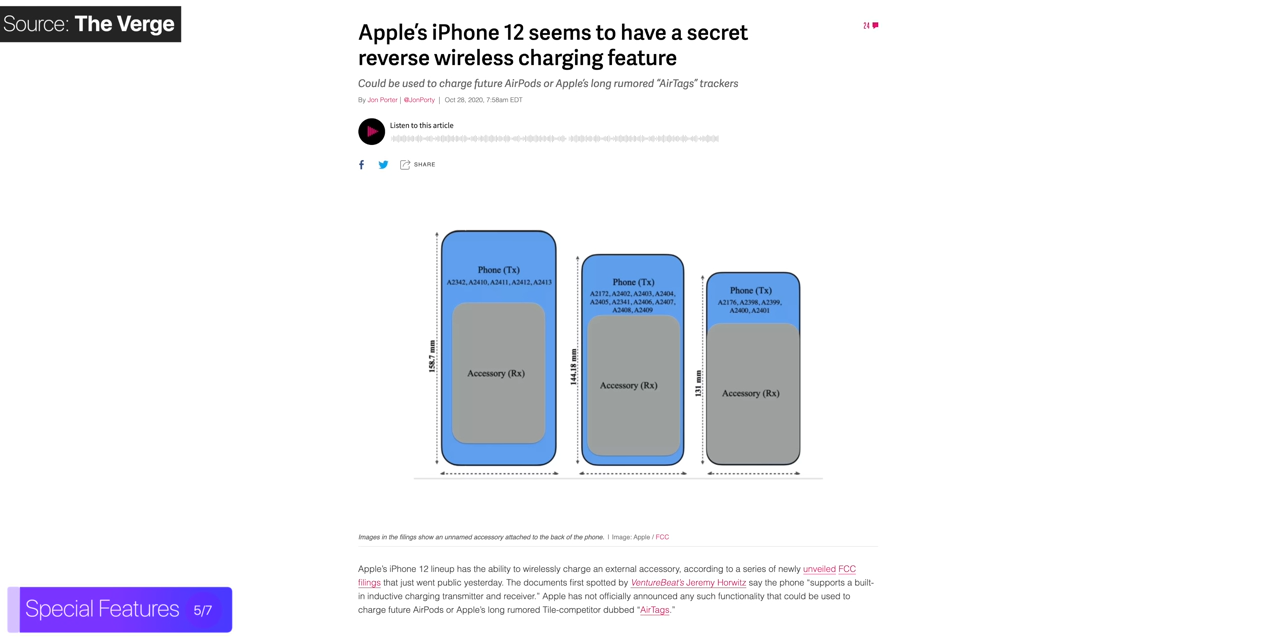 Source: The Verge
Apple’s iPhone 12 seems to have a secret
reverse wireless charging feature
24
Could be used to charge future AirPods or Apple’s long rumored “AirTags” trackers
By Jon Porter | @JonPorty | Oct 28, 2020, 7:58am EDT
Listen to this article
SHARE
Phone (Tx)
A2342, A2410, A2411, A2412, A2413
Accessory (Rx)
158.7 mm
Phone (Tx)
A2172, A2402, A2403, A2404,
A2405, A2341, A2406, A2407,
A2408, A2409
Accessory (Rx)
144.18 mm
Phone (Tx)
A2176, A2398, A2399,
A2400, A2401
Accessory (Rx)
131 mm
Images in the filings show an unnamed accessory attached to the back of the phone. | Image: Apple / FCC
Apple’s iPhone 12 lineup has the ability to wirelessly charge an external accessory, according to a series of newly unveiled FCC
filings that just went public yesterday. The documents first spotted by VentureBeat’s Jeremy Horwitz say the phone “supports a built-
in inductive charging transmitter and receiver.” Apple has not officially announced any such functionality that could be used to
charge future AirPods or Apple’s long rumored Tile-competitor dubbed “AirTags.”
Special Features 5/7